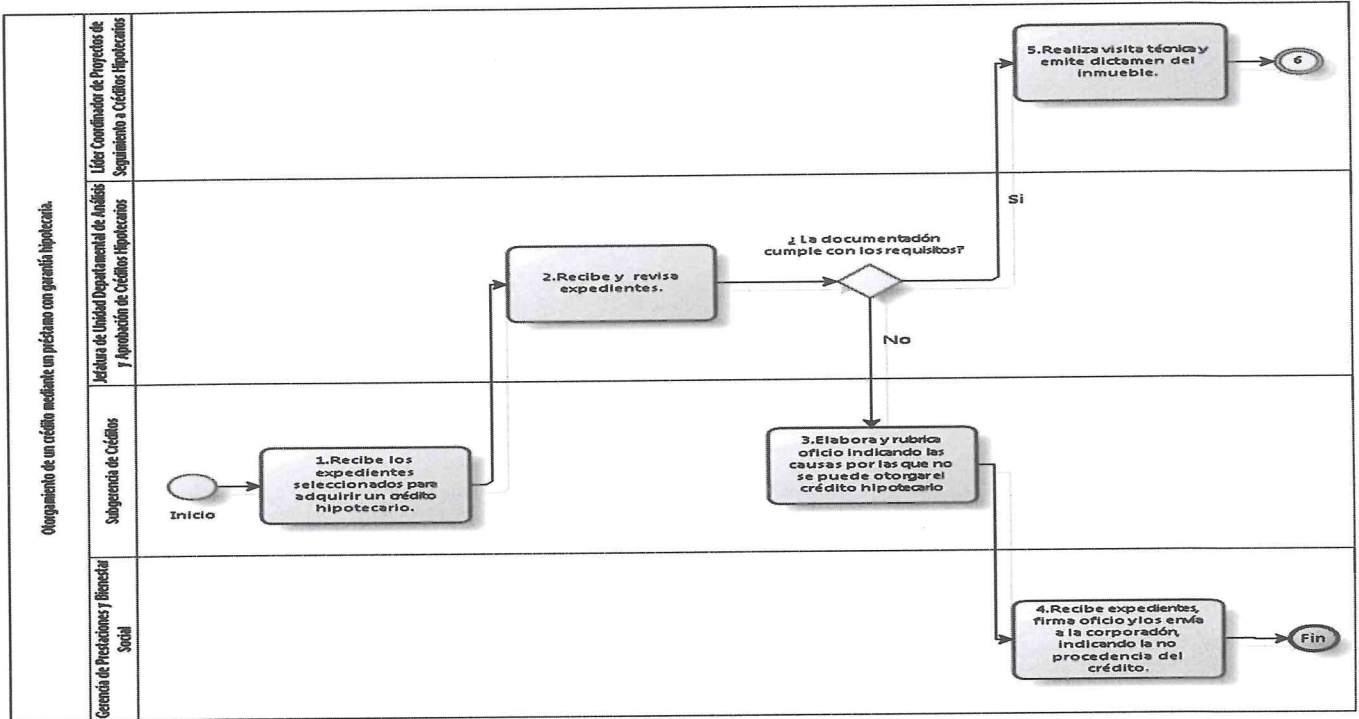 Otorgamiento de un crédito mediante un préstamo con garantía hipotecaria.
Líder Coordinador de Proyectos de
Seguimiento a Créditos Hipotecarios
5.Realiza visita técnica y
emite dictamen del
inmueble.
6
Jefatura de Unidad Departamental de Análisis
y Aprobación de Créditos Hipotecarios
2.Recibe y revisa
expedientes.
¿ La documentación
cumple con los requisitos?
Si
No
Subgerencia de Créditos
Inicio
1.Recibe los
expedientes
seleccionados para
adquirir un crédito
hipotecario.
3.Elabora y rubrica
oficio indicando las
causas por las que no
se puede otorgar el
crédito hipotecario
Gerencia de Prestaciones y Bienestar
Social
4.Recibe expedientes,
firma oficio y los envía
a la corporación,
indicando la no
procedencia del
crédito.
Fin